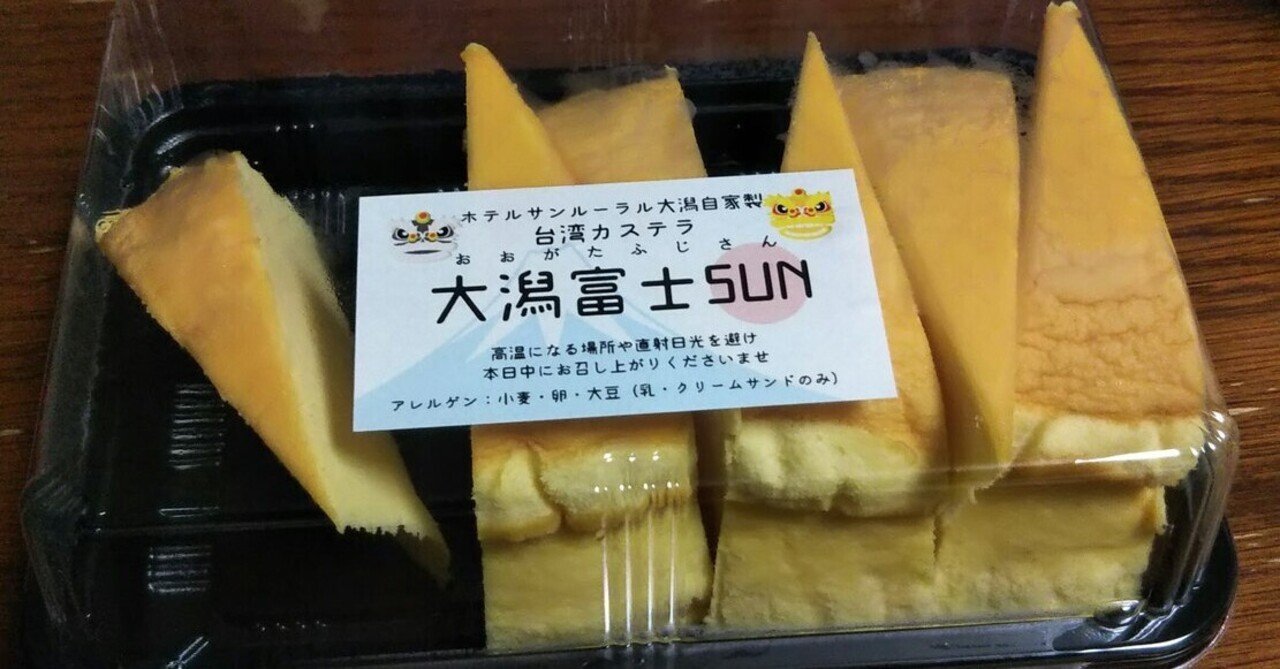 ホテルサンルーラル大潟自家製
台湾カステラ
おおがたふじさん
大潟富士SUN
高温になる場所や直射日光を避け
本日中にお召し上がりくださいませ
アレルゲン：小麦・卵・大豆（乳・クリームサンドのみ）